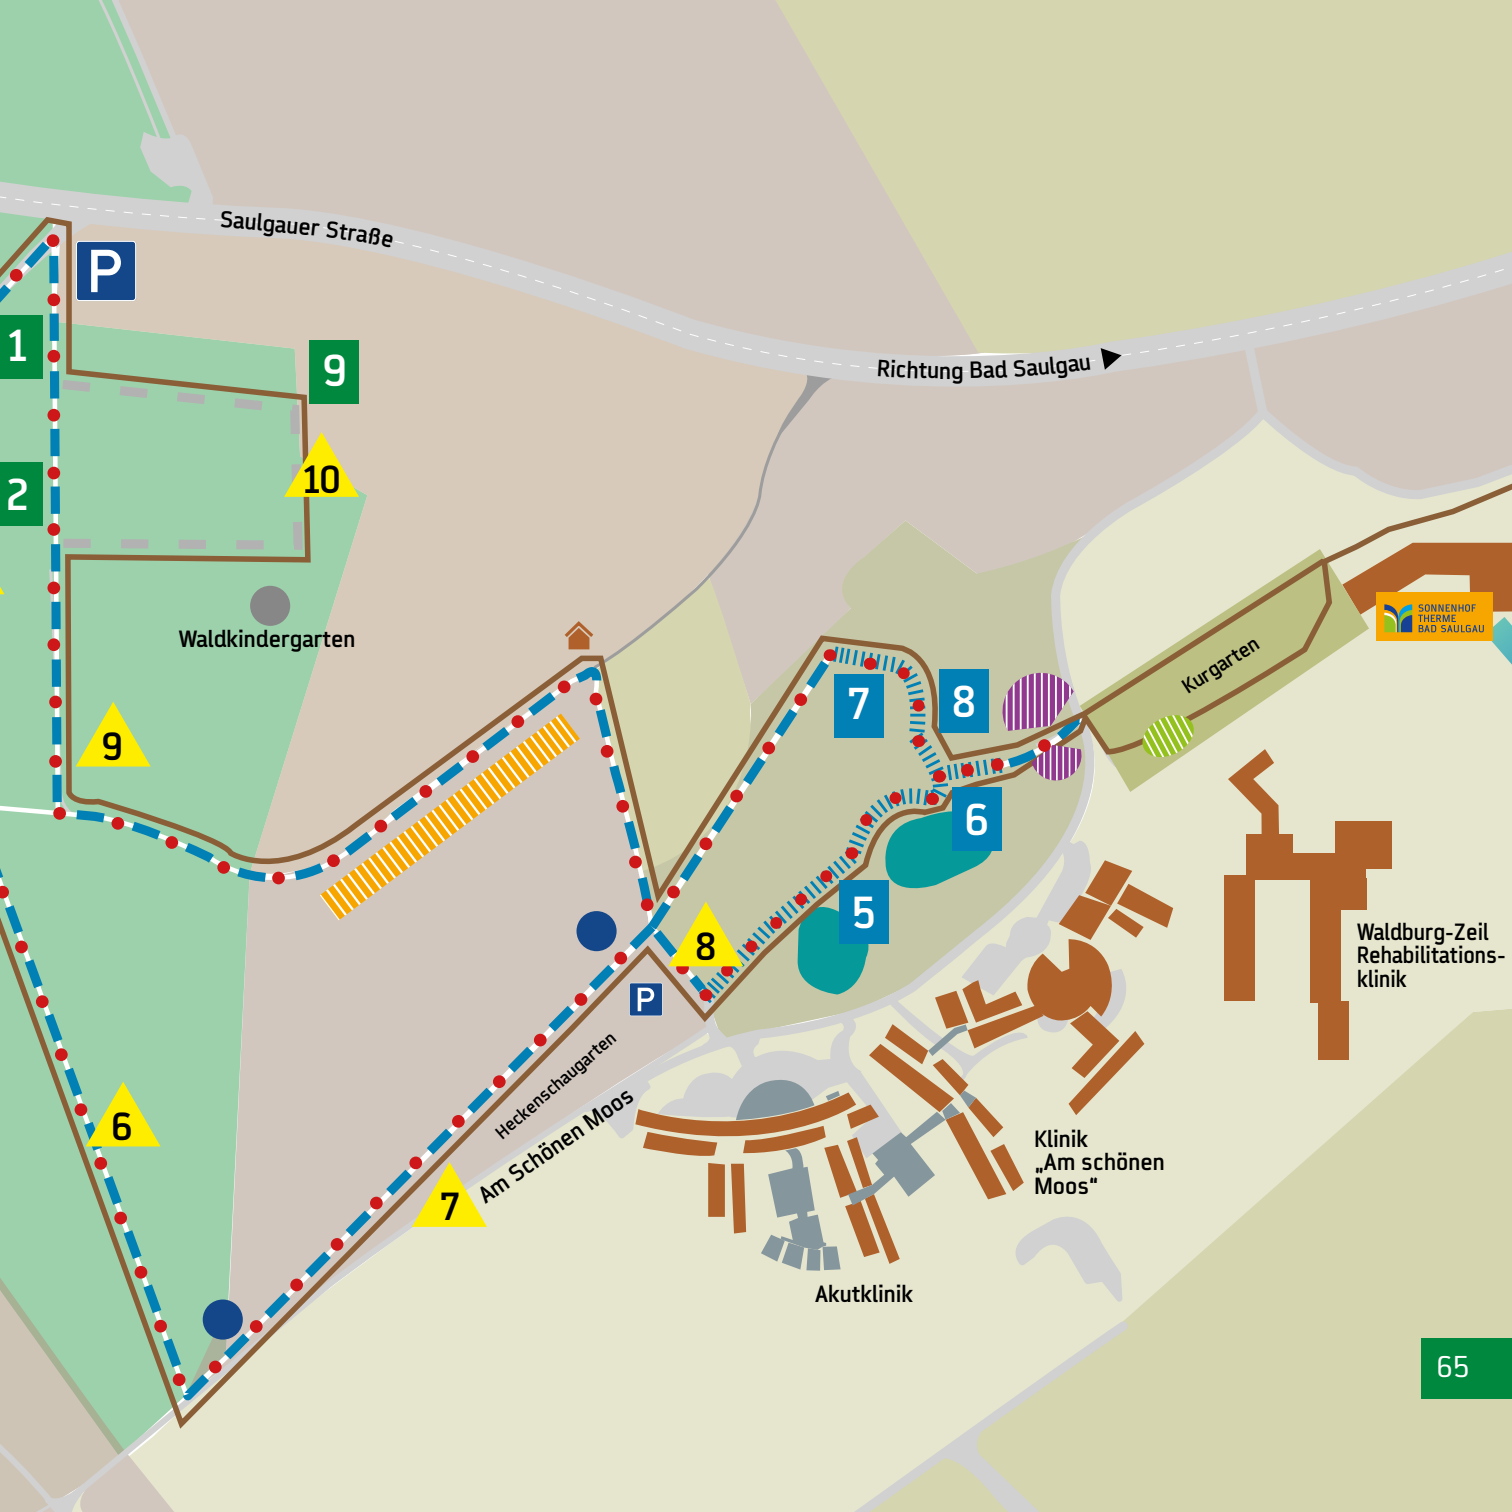 Saulgauer Straße
P
1
9
Richtung Bad Saulgau
10
2
SONNENHOF
THERME
BAD SAULGAU
Waldkindergarten
Kurgarten
7
8
9
6
5
8
Waldburg-Zeil
Rehabilitations-
klinik
P
Heckenschaugarten
Am Schönen Moos
6
Klinik
„Am schönen
Moos“
7
Akutklinik
65